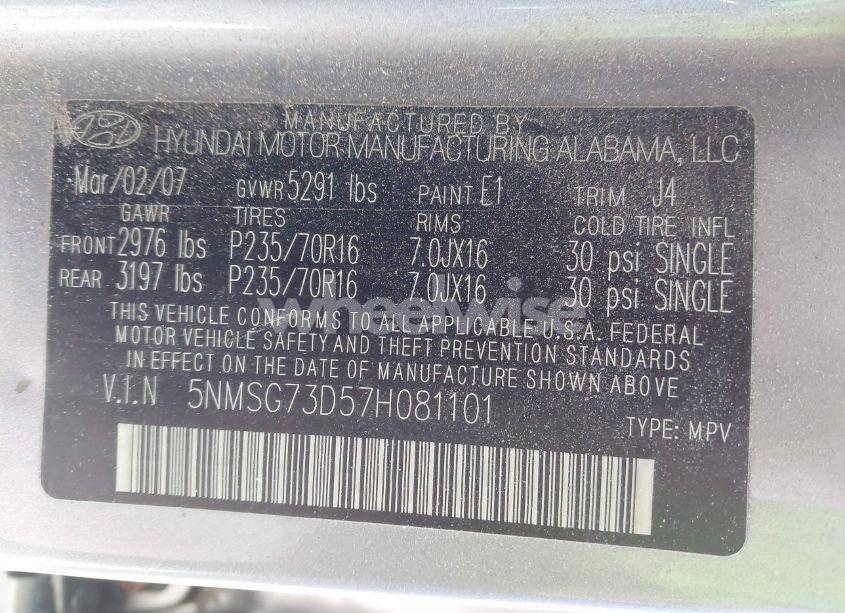 MANUFACTURED BY
HYUNDAI MOTOR MANUFACTURING ALABAMA, LLC
Mar/02/07 GVWR 5291 lbs PAINT E1 TRIM J4
GAWR TIRES RIMS COLD TIRE INFL
FRONT 2976 lbs P235/70R16 7.0JX16 30 psi SINGLE
REAR 3197 lbs P235/70R16 7.0JX16 30 psi SINGLE
wheelwise
THIS VEHICLE CONFORMS TO ALL APPLICABLE U.S.A. FEDERAL
MOTOR VEHICLE SAFETY AND THEFT PREVENTION STANDARDS
IN EFFECT ON THE DATE OF MANUFACTURE SHOWN ABOVE
V.I.N 5NMSG73D57H081101
TYPE: MPV